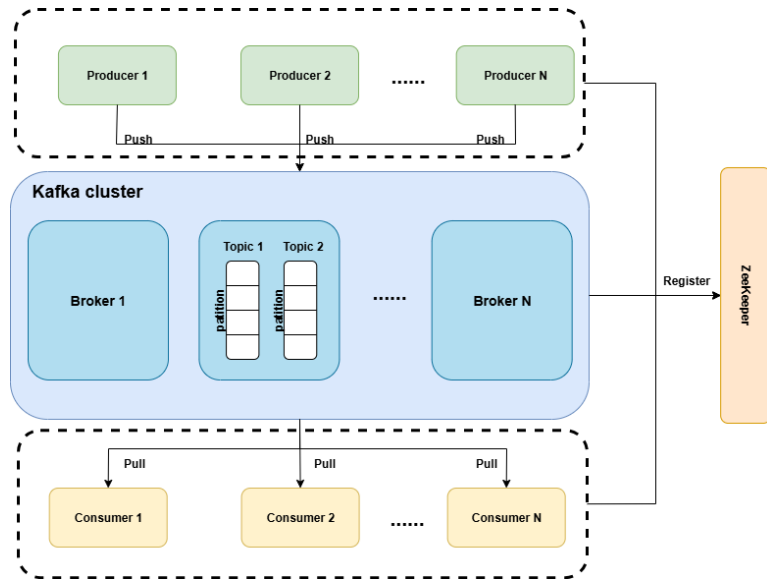 Producer 1
Producer 2
......
Producer N
Push
Push
Push
Kafka cluster
Broker 1
Topic 1
Topic 2
patition
patition
......
Broker N
Register
ZeeKeeper
Pull
Pull
Pull
Consumer 1
Consumer 2
......
Consumer N